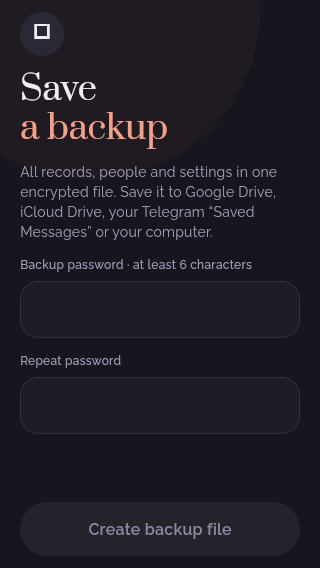 Save
a backup
All records, people and settings in one
encrypted file. Save it to Google Drive,
iCloud Drive, your Telegram “Saved
Messages” or your computer.
Backup password · at least 6 characters
Repeat password
Create backup file